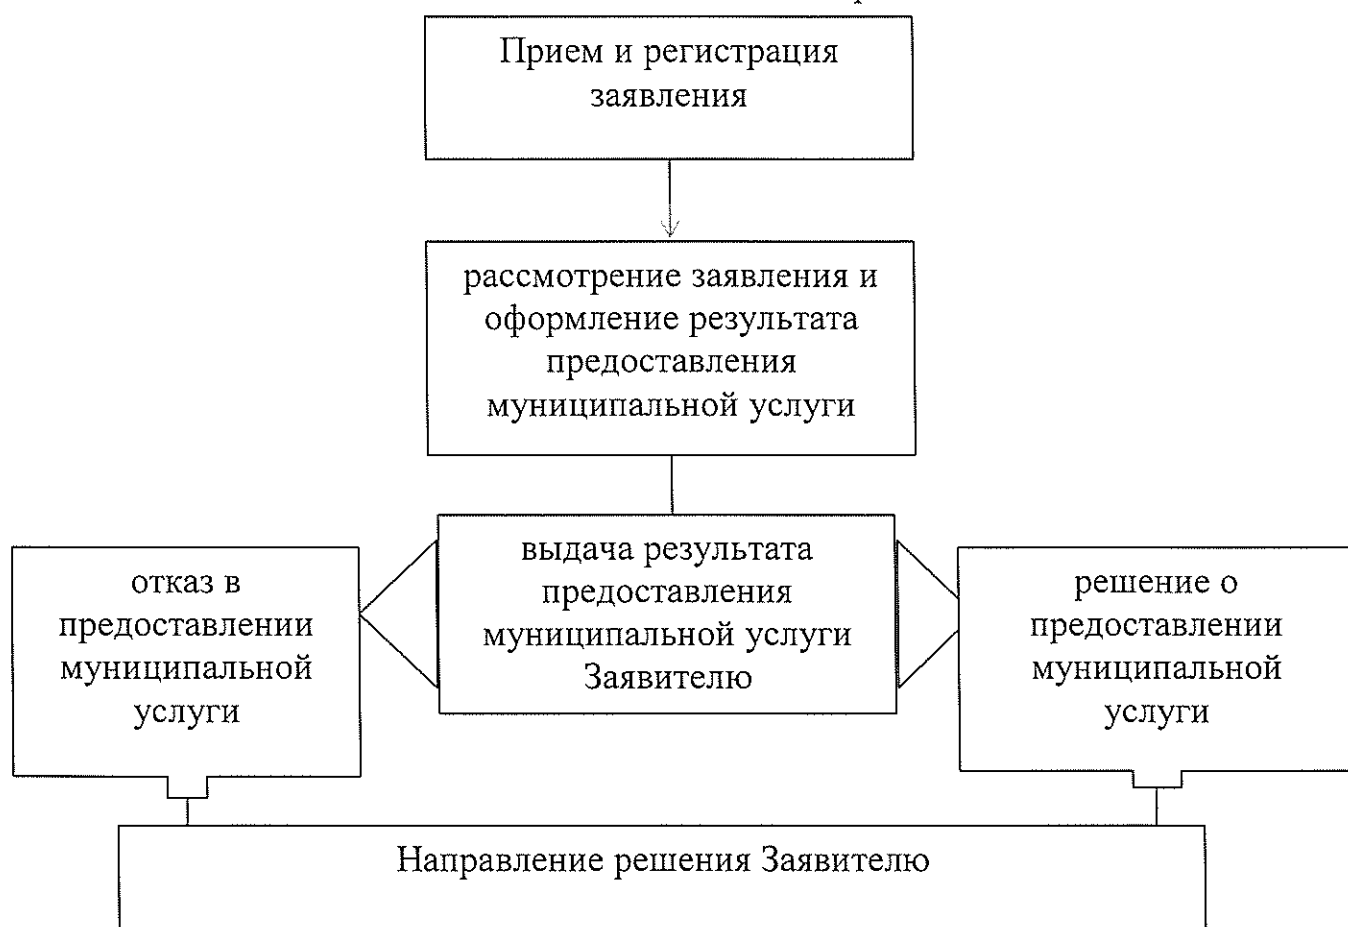 Прием и регистрация
заявления
рассмотрение заявления и
оформление результата
предоставления
муниципальной услуги
выдача результата
предоставления
муниципальной услуги
Заявителю
отказ в
предоставлении
муниципальной
услуги
решение о
предоставлении
муниципальной
услуги
Направление решения Заявителю